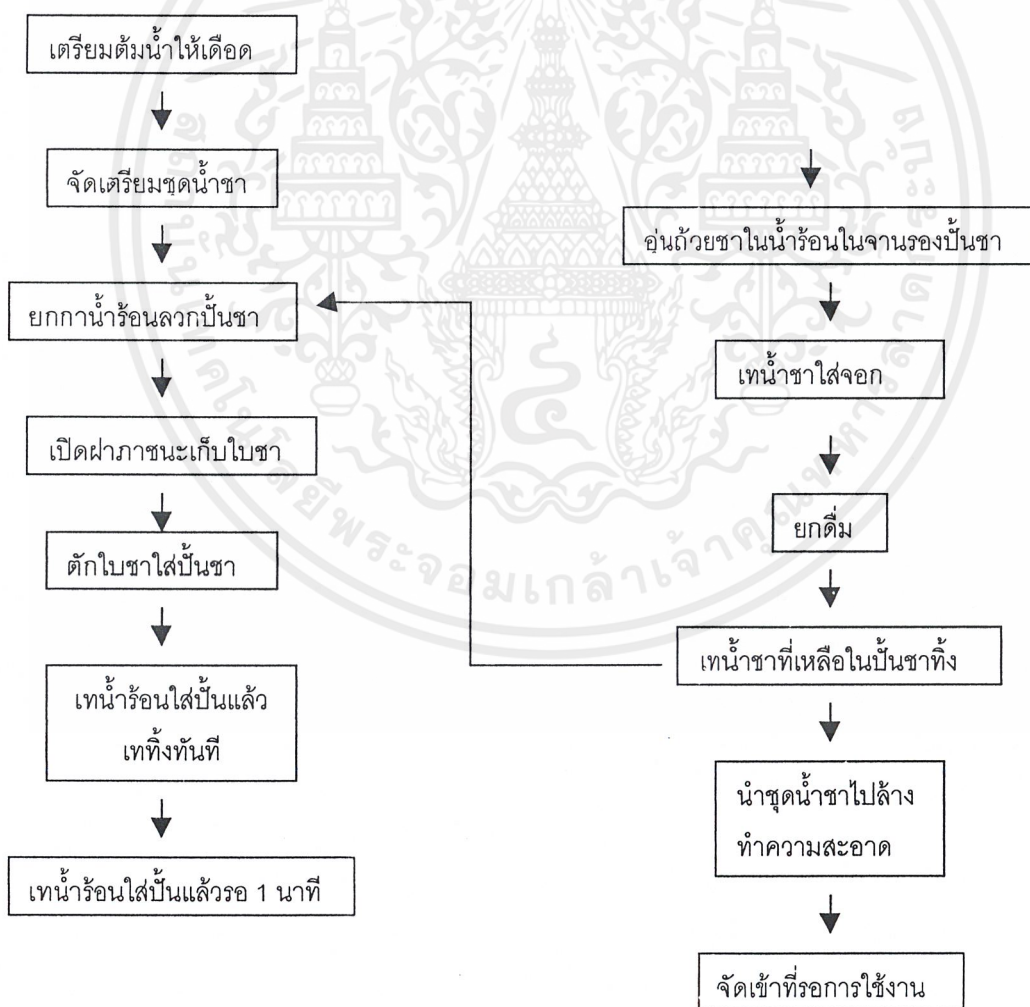 เตรียมต้มน้ำให้เดือด
จัดเตรียมชุดน้ำชา
ยกกาน้ำร้อนลวกปั้นชา
เปิดฝาภาชนะเก็บใบชา
ตักใบชาใส่ปั้นชา
เทน้ำร้อนใส่ปั้นแล้ว
เททิ้งทันที
เทน้ำร้อนใส่ปั้นแล้วรอ 1 นาที
อุ่นถ้วยชาในน้ำร้อนในจานรองปั้นชา
เทน้ำชาใส่จอก
ยกดื่ม
เทน้ำชาที่เหลือในปั้นชาทิ้ง
นำชุดน้ำชาไปล้าง
ทำความสะอาด
จัดเข้าที่รอการใช้งาน